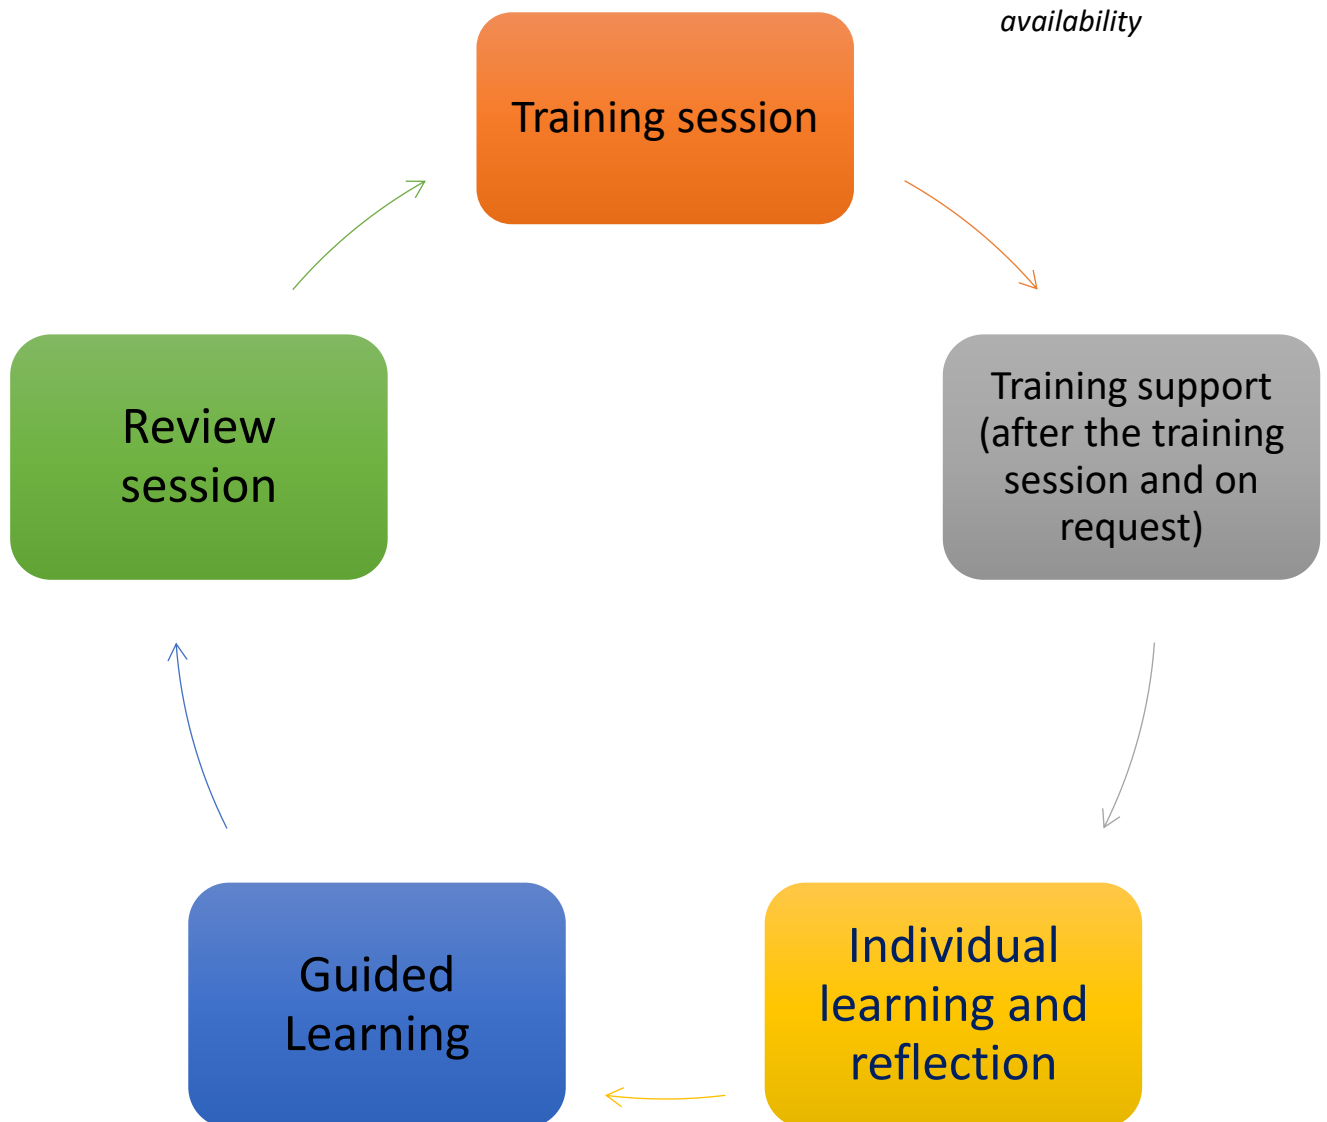 availability
Training session
Training support
(after the training
session and on
request)
Review
session
Individual
learning and
reflection
Guided
Learning